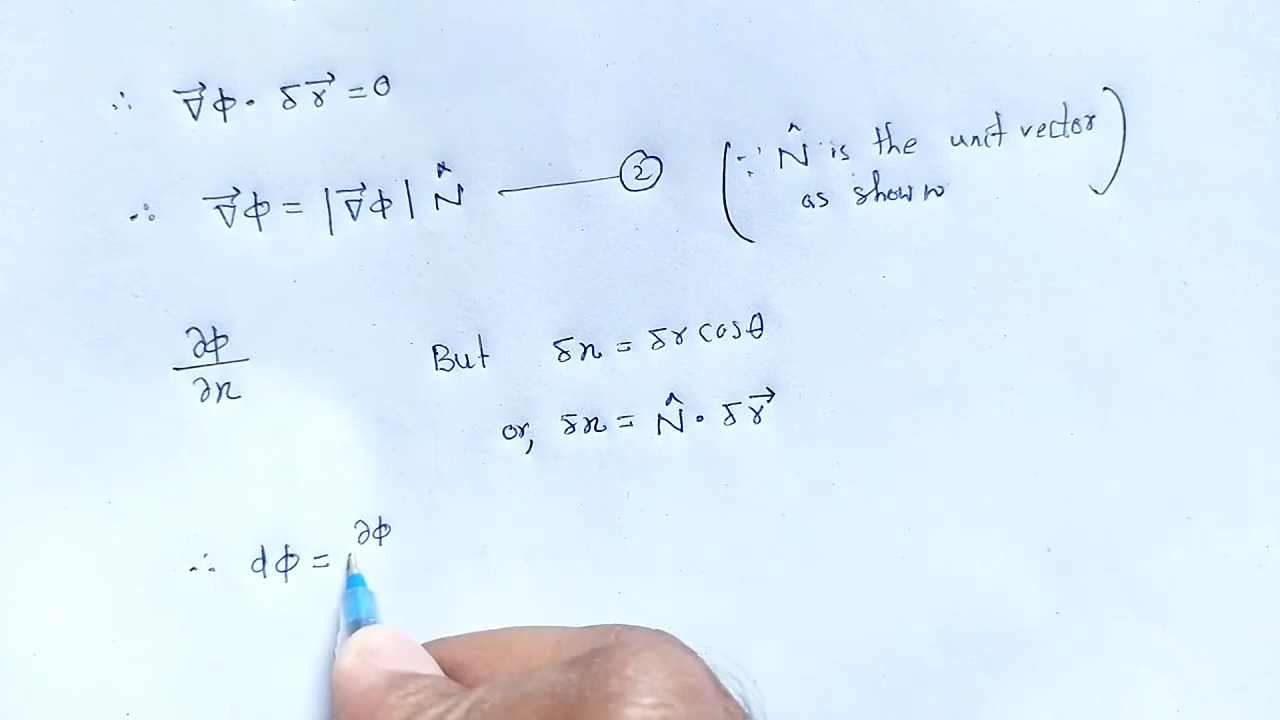 ∴ ∇⃗φ · δr⃗ = 0
∴ ∇⃗φ = |∇⃗φ| N̂ ——— ② (∵ N̂ is the unit vector
as shown)
∂φ/∂n But δn = δr cosθ
or, δn = N̂ · δr⃗
∴ dφ = ∂φ